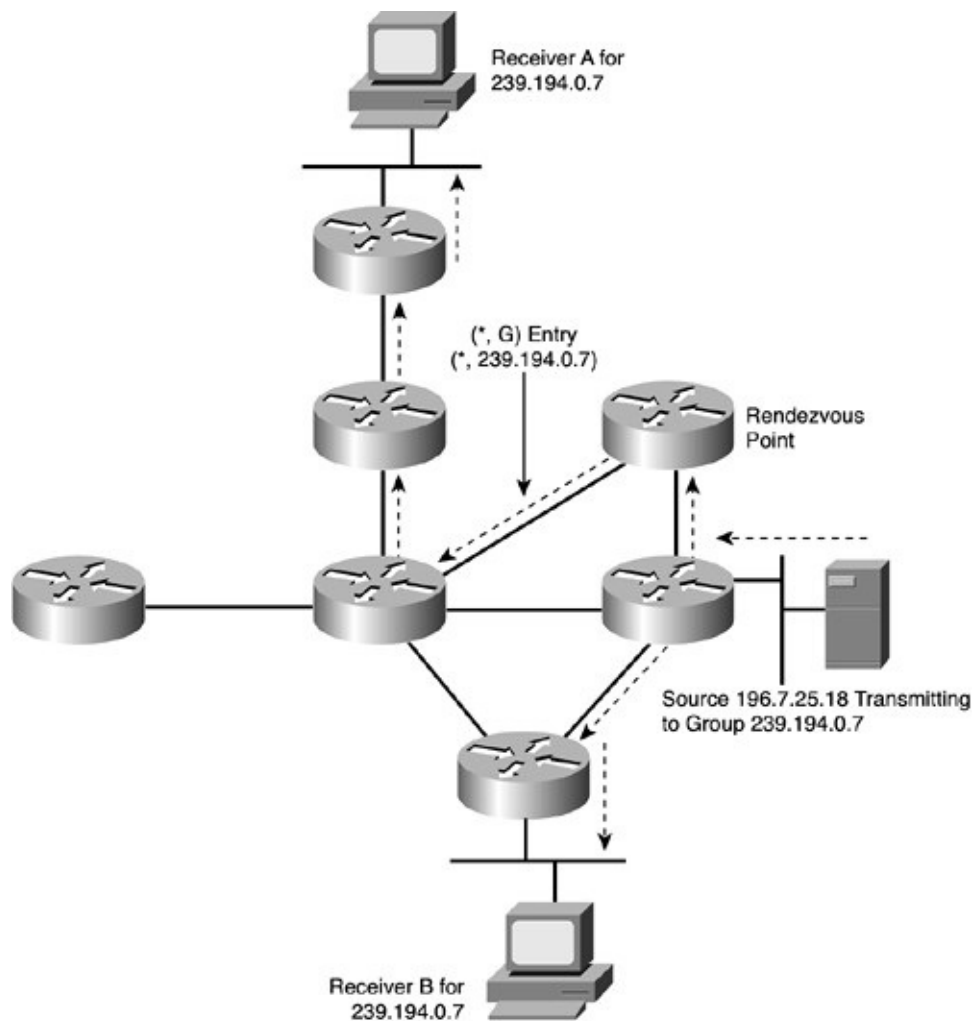 Receiver A for
239.194.0.7
(*, G) Entry
(*, 239.194.0.7)
Rendezvous
Point
Source 196.7.25.18 Transmitting
to Group 239.194.0.7
Receiver B for
239.194.0.7